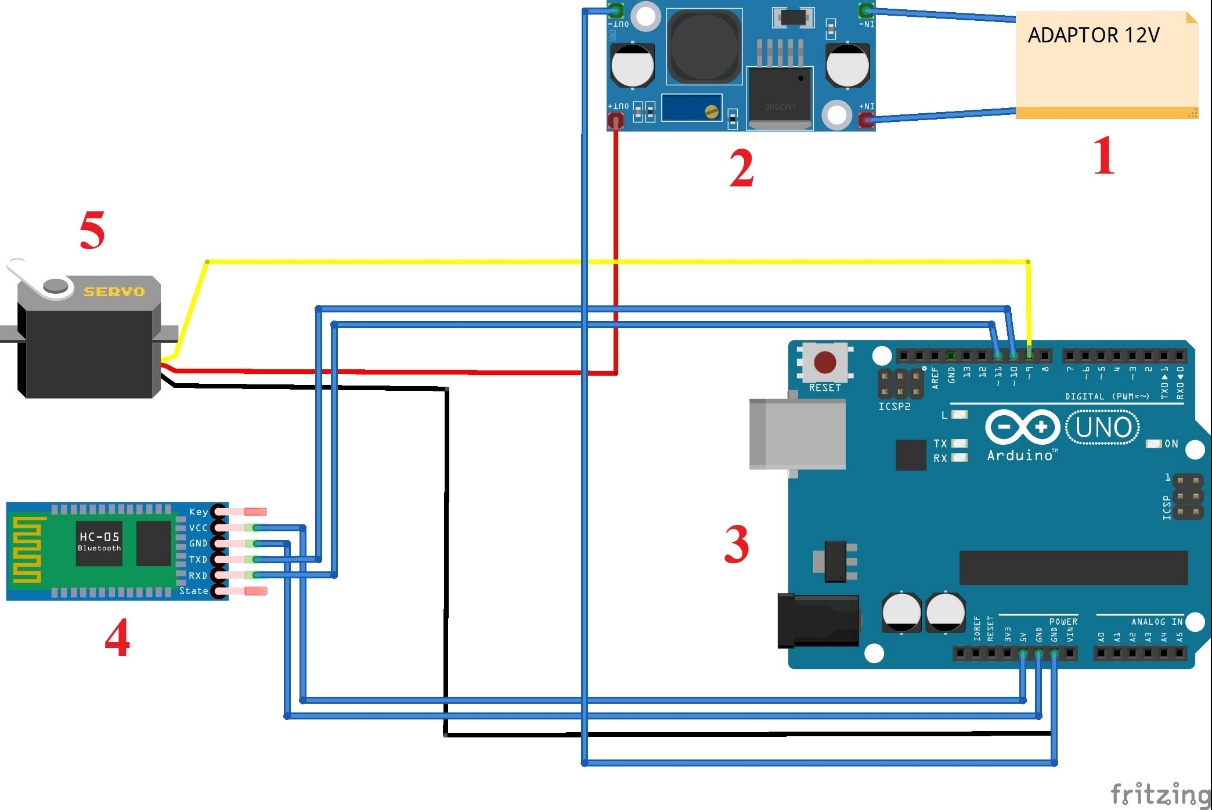 OUT-
IN-
ADAPTOR 12V
LM2596
OUT+
IN+
1
2
5
SERVO
RESET
ICSP2
AREF
GND
13
12
~11
~10
~9
8
7
~6
~5
4
~3
2
TX0▶1
RX0◀0
DIGITAL (PWM=~)
L
TX
RX
UNO
ON
Arduino™
1
ICSP
3
Key
VCC
GND
TXD
RXD
State
HC-05
Bluetooth
4
POWER
ANALOG IN
IOREF
RESET
3V3
5V
GND
GND
VIN
A0
A1
A2
A3
A4
A5
fritzing